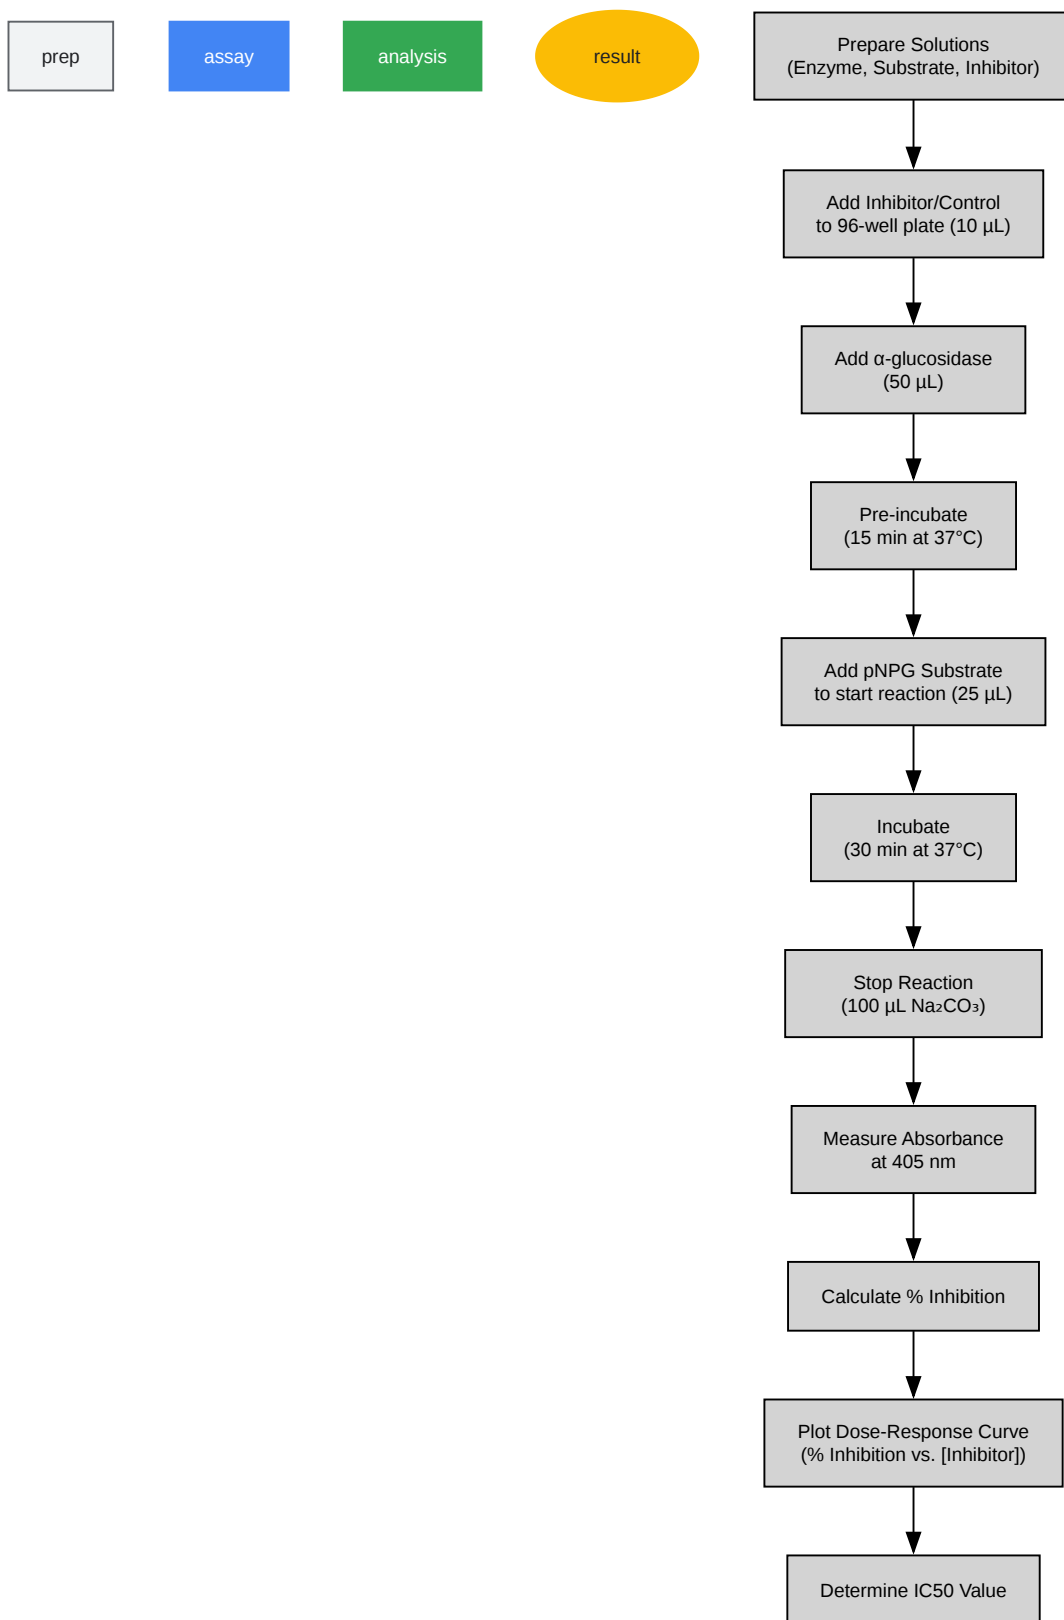 prep
assay
analysis
result
Prepare Solutions
(Enzyme, Substrate, Inhibitor)
Add Inhibitor/Control
to 96-well plate (10 µL)
Add α-glucosidase
(50 µL)
Pre-incubate
(15 min at 37°C)
Add pNPG Substrate
to start reaction (25 µL)
Incubate
(30 min at 37°C)
Stop Reaction
(100 µL Na₂CO₃)
Measure Absorbance
at 405 nm
Calculate % Inhibition
Plot Dose-Response Curve
(% Inhibition vs. [Inhibitor])
Determine IC50 Value